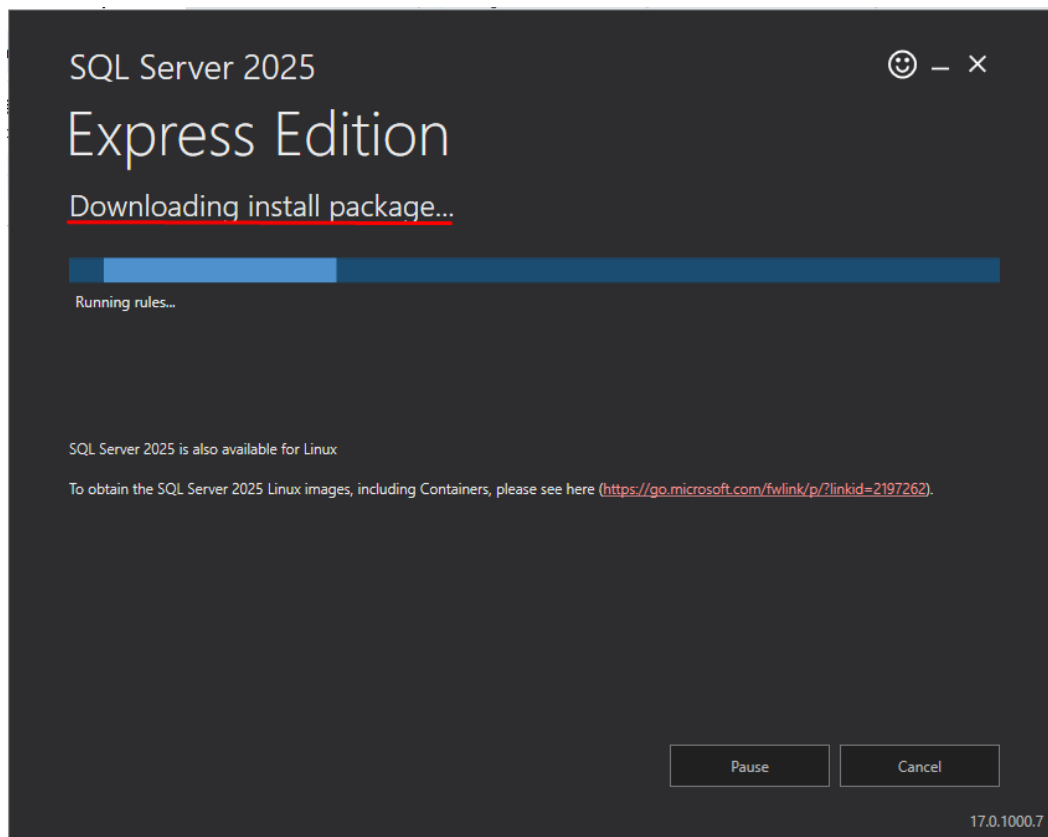 SQL Server 2025
Express Edition
Downloading install package...
Running rules...
SQL Server 2025 is also available for Linux
To obtain the SQL Server 2025 Linux images, including Containers, please see here (https://go.microsoft.com/fwlink/p/?linkid=2197262).
Pause
Cancel
17.0.1000.7